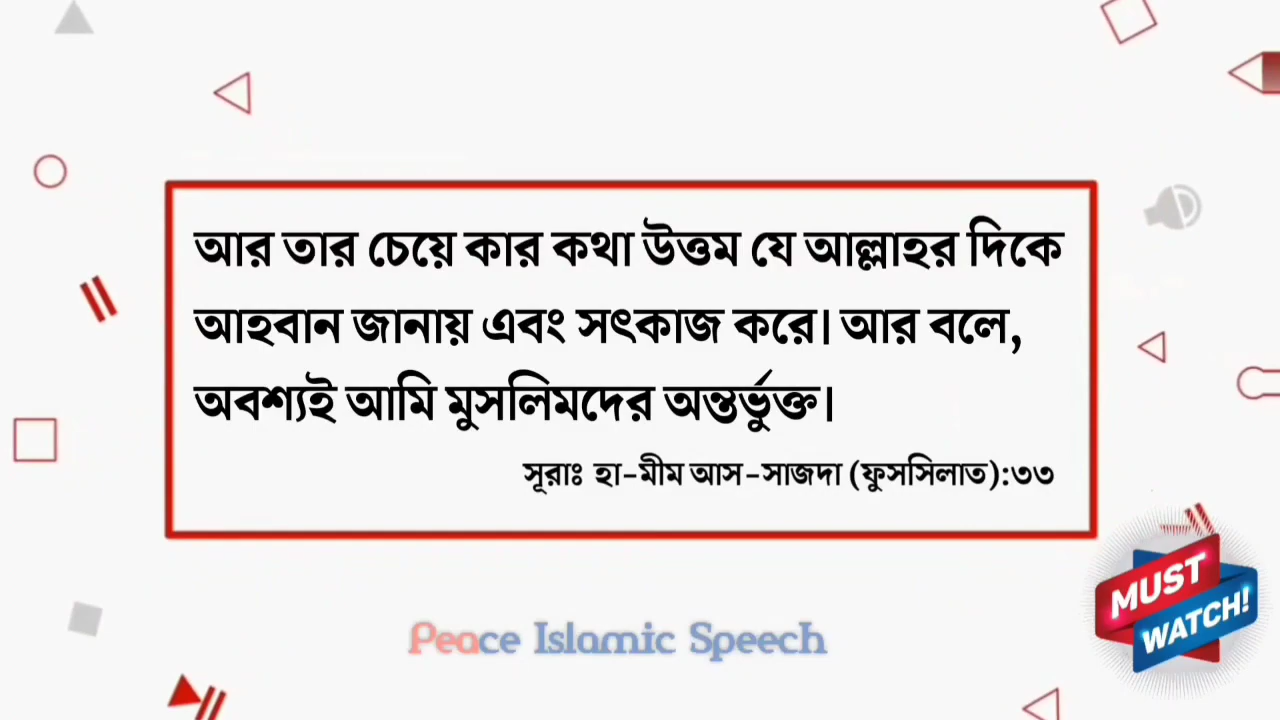 আর তার চেয়ে কার কথা উত্তম যে আল্লাহর দিকে
আহবান জানায় এবং সৎকাজ করে। আর বলে,
অবশ্যই আমি মুসলিমদের অন্তর্ভুক্ত।
সূরাঃ হা-মীম আস-সাজদা (ফুসসিলাত):৩৩
MUST
WATCH!
Peace Islamic Speech